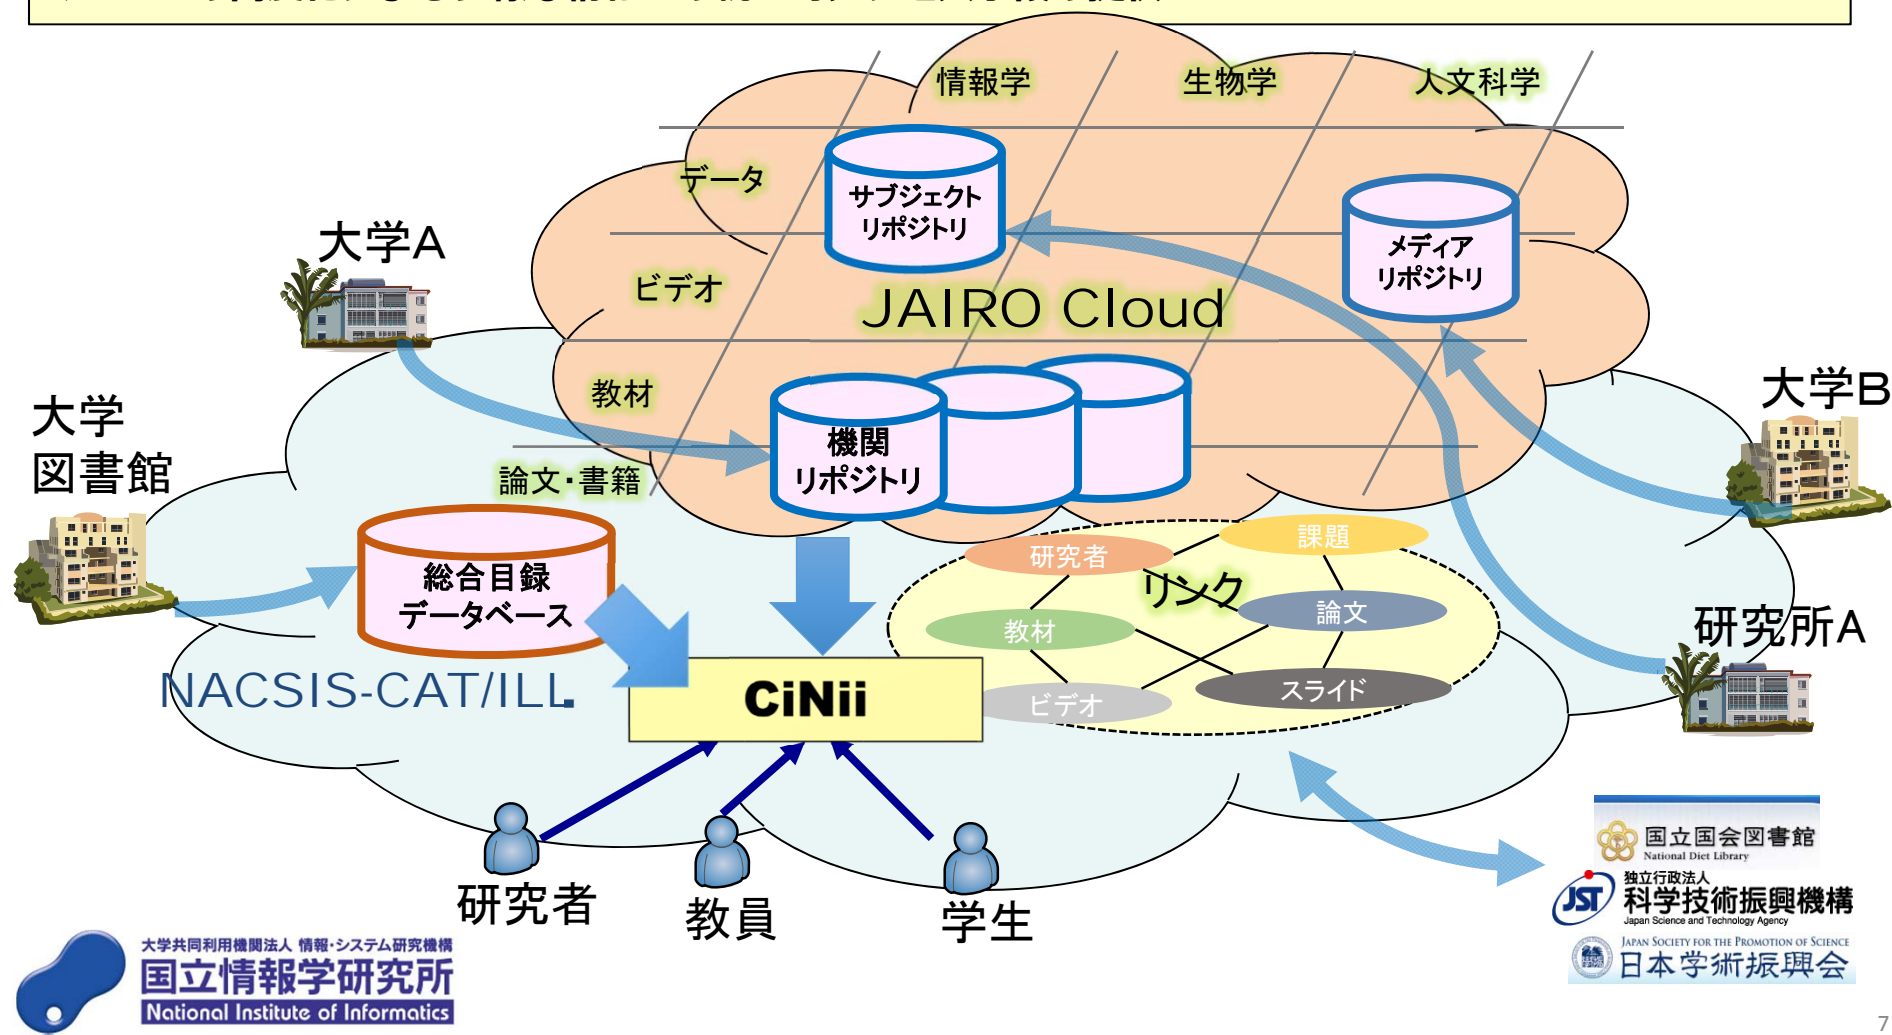 情報学
生物学
人文科学
データ
サブジェクト
リポジトリ
メディア
リポジトリ
大学A
ビデオ
JAIRO Cloud
教材
大学B
大学
図書館
機関
リポジトリ
論文・書籍
総合目録
データベース
研究者
課題
リンク
教材
論文
ビデオ
スライド
研究所A
NACSIS-CAT/ILL
CiNii
研究者
教員
学生
国立国会図書館
National Diet Library
JST
独立行政法人
科学技術振興機構
Japan Science and Technology Agency
JAPAN SOCIETY FOR THE PROMOTION OF SCIENCE
日本学術振興会
大学共同利用機関法人 情報・システム研究機構
国立情報学研究所
National Institute of Informatics
7